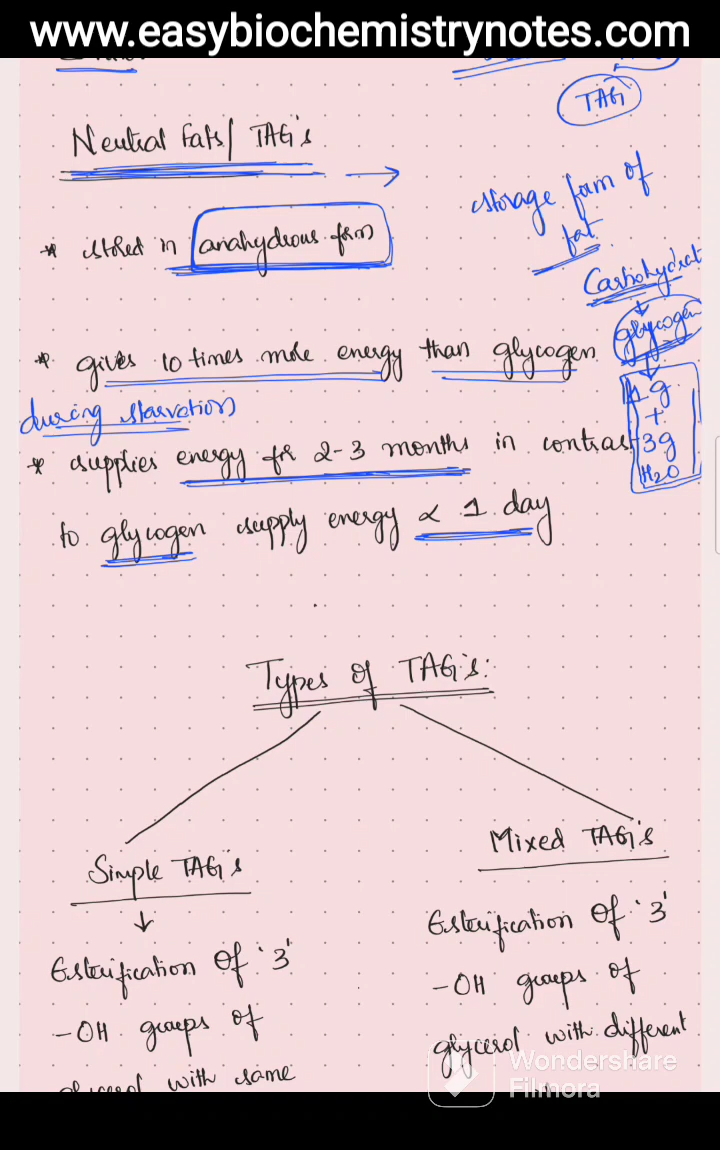 www.easybiochemistrynotes.com
TAG
Neutral Fats/ TAG's
storage form of
fat.
* stored in anahydrous form
Carbohydrat
glycogen
* gives 10 times more energy than glycogen
1g
+
3g
H2O
during starvation
* supplies energy for 2-3 months in contrast
to glycogen supply energy < 1 day
Types of TAG's:
Simple TAG's
Mixed TAG's
Esterification of '3'
-OH groups of
glycerol with same
Esterification of '3'
-OH groups of
glycerol with different
Wondershare
Filmora